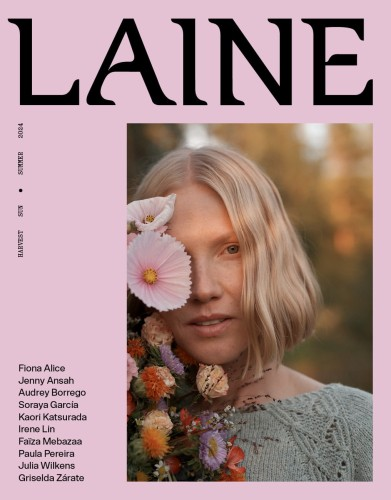 LAINE
HARVEST SUN • SUMMER 2024
Fiona Alice
Jenny Ansah
Audrey Borrego
Soraya García
Kaori Katsurada
Irene Lin
Faïza Mebazaa
Paula Pereira
Julia Wilkens
Griselda Zárate